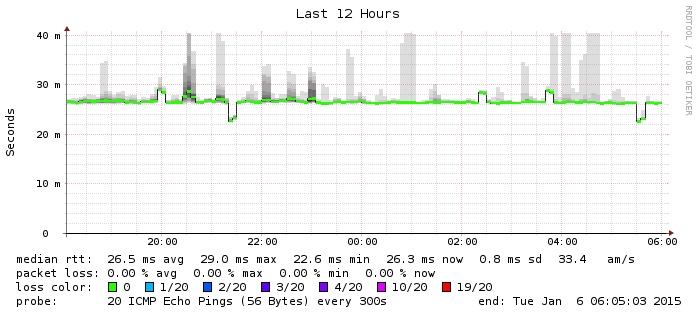 Last 12 Hours
RRDTOOL / TOBI OETIKER
Seconds
40 m
30 m
20 m
10 m
0
20:00 22:00 00:00 02:00 04:00 06:00
median rtt: 26.5 ms avg 29.0 ms max 22.6 ms min 26.3 ms now 0.8 ms sd 33.4 am/s
packet loss: 0.00 % avg 0.00 % max 0.00 % min 0.00 % now
loss color: 0 1/20 2/20 3/20 4/20 10/20 19/20
probe: 20 ICMP Echo Pings (56 Bytes) every 300s end: Tue Jan 6 06:05:03 2015